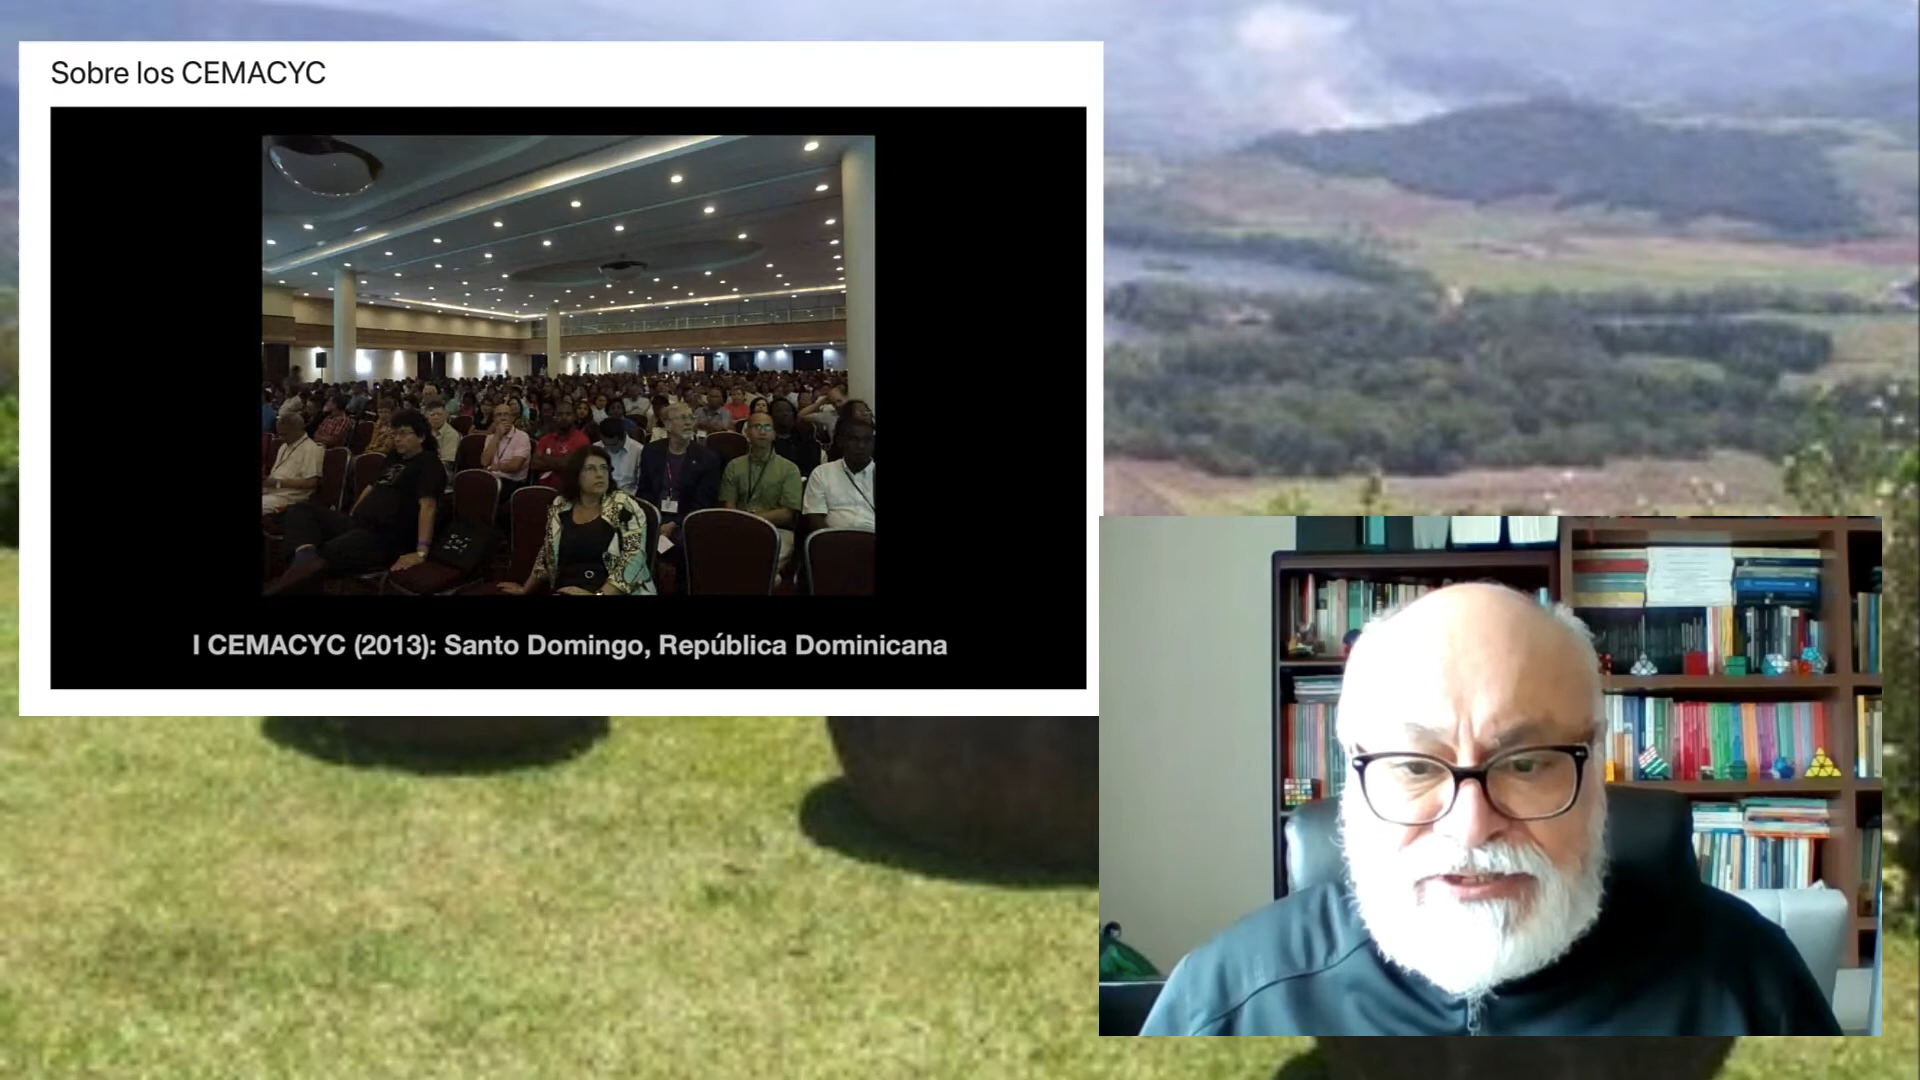 Sobre los CEMACYC
I CEMACYC (2013): Santo Domingo, República Dominicana